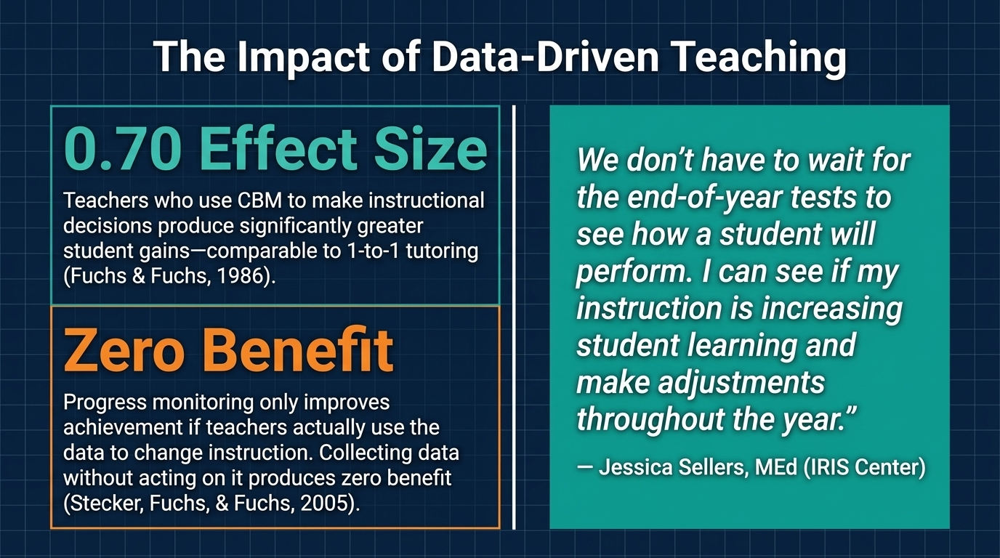 The Impact of Data-Driven Teaching
0.70 Effect Size
Teachers who use CBM to make instructional
decisions produce significantly greater
student gains—comparable to 1-to-1 tutoring
(Fuchs & Fuchs, 1986).
Zero Benefit
Progress monitoring only improves
achievement if teachers actually use the
data to change instruction. Collecting data
without acting on it produces zero benefit
(Stecker, Fuchs, & Fuchs, 2005).
We don’t have to wait for
the end-of-year tests to
see how a student will
perform. I can see if my
instruction is increasing
student learning and
make adjustments
throughout the year.”
— Jessica Sellers, MEd (IRIS Center)